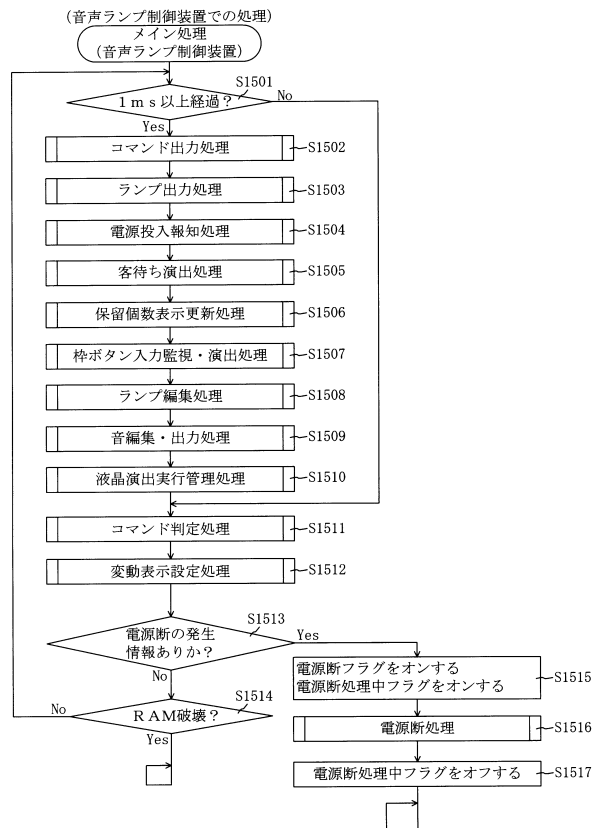 (音声ランプ制御装置での処理)
メイン処理
(音声ランプ制御装置)
S1501
1ms以上経過?
No
Yes
コマンド出力処理
S1502
ランプ出力処理
S1503
電源投入報知処理
S1504
客待ち演出処理
S1505
保留個数表示更新処理
S1506
枠ボタン入力監視・演出処理
S1507
ランプ編集処理
S1508
音編集・出力処理
S1509
液晶演出実行管理処理
S1510
コマンド判定処理
S1511
変動表示設定処理
S1512
S1513
電源断の発生
情報ありか?
Yes
No
電源断フラグをオンする
電源断処理中フラグをオンする
S1515
S1514
RAM破壊?
No
Yes
電源断処理
S1516
電源断処理中フラグをオフする
S1517